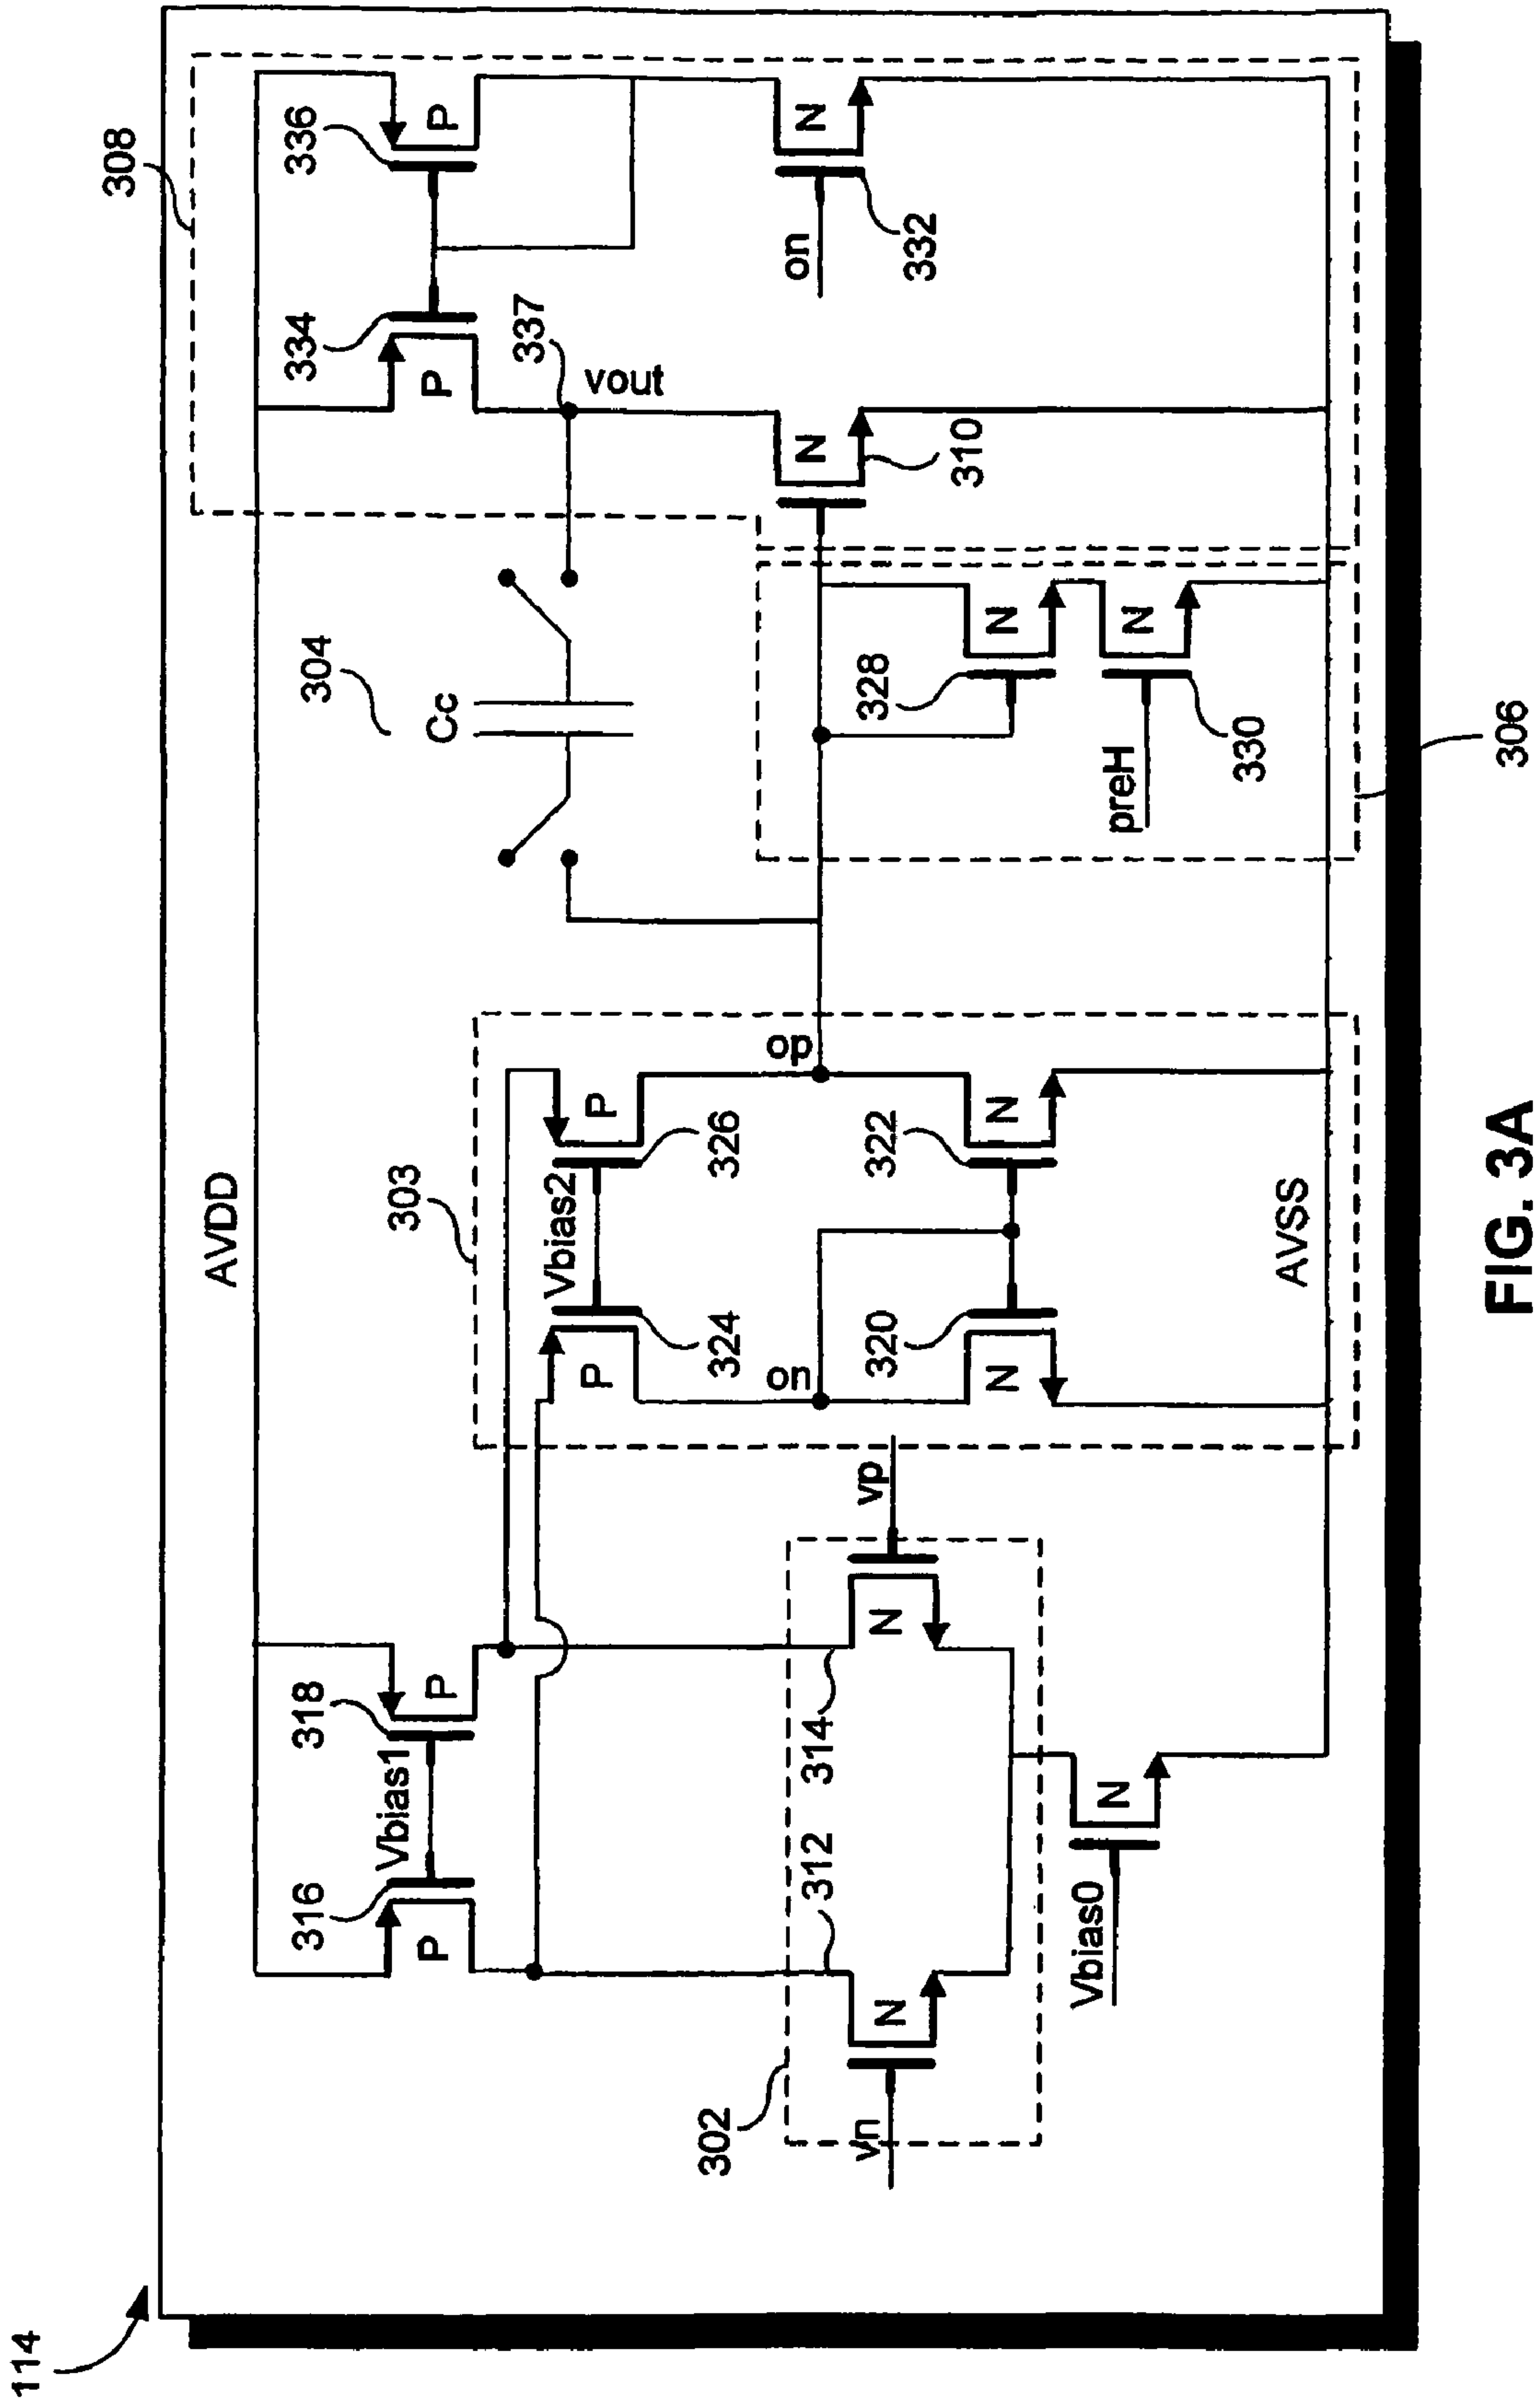 114
308
AVDD
316
Vbias1
318
P
P
334
336
P
P
304
Cc
337
vout
303
Vbias2
324
326
P
P
on
op
302
312
314
vn
vp
N
N
on
N
N
332
310
320
322
N
N
328
N
preH
N
330
Vbias0
N
AVSS
306
FIG. 3A